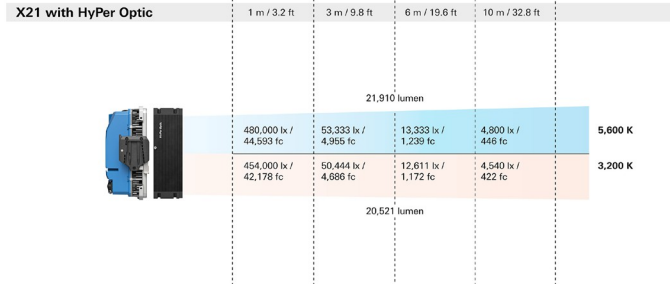 X21 with HyPer Optic
1 m / 3.2 ft
3 m / 9.8 ft
6 m / 19.6 ft
10 m / 32.8 ft
21,910 lumen
480,000 lx /
44,593 fc
53,333 lx /
4,955 fc
13,333 lx /
1,239 fc
4,800 lx /
446 fc
5,600 K
454,000 lx /
42,178 fc
50,444 lx /
4,686 fc
12,611 lx /
1,172 fc
4,540 lx /
422 fc
3,200 K
20,521 lumen